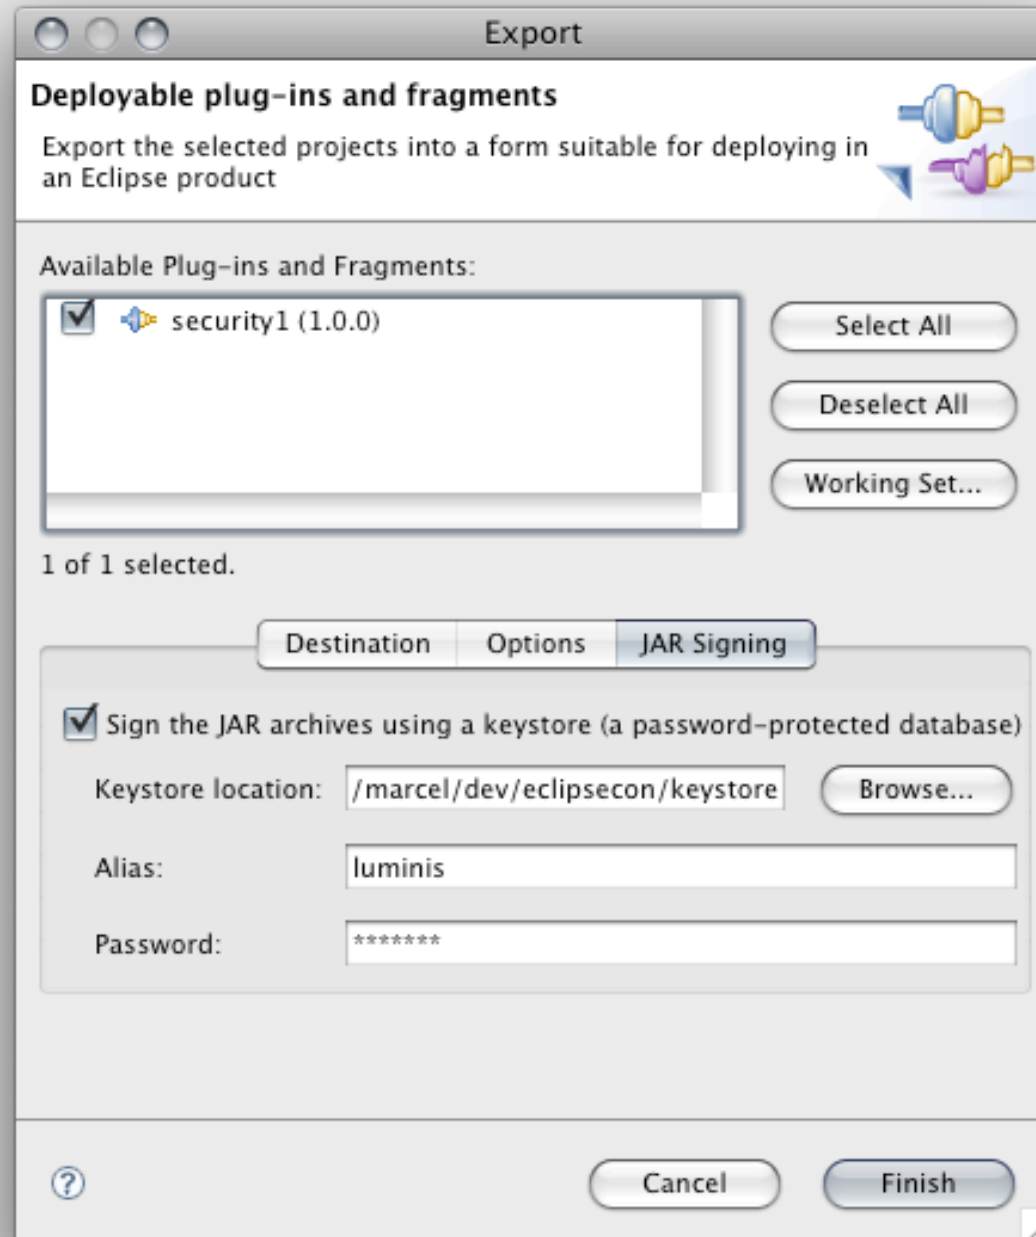 Export
Deployable plug-ins and fragments
Export the selected projects into a form suitable for deploying in
an Eclipse product
Available Plug-ins and Fragments:
security1 (1.0.0)
Select All
Deselect All
Working Set...
1 of 1 selected.
Destination Options JAR Signing
Sign the JAR archives using a keystore (a password-protected database)
Keystore location: /marcel/dev/eclipsecon/keystore Browse...
Alias: luminis
Password: *******
? Cancel Finish